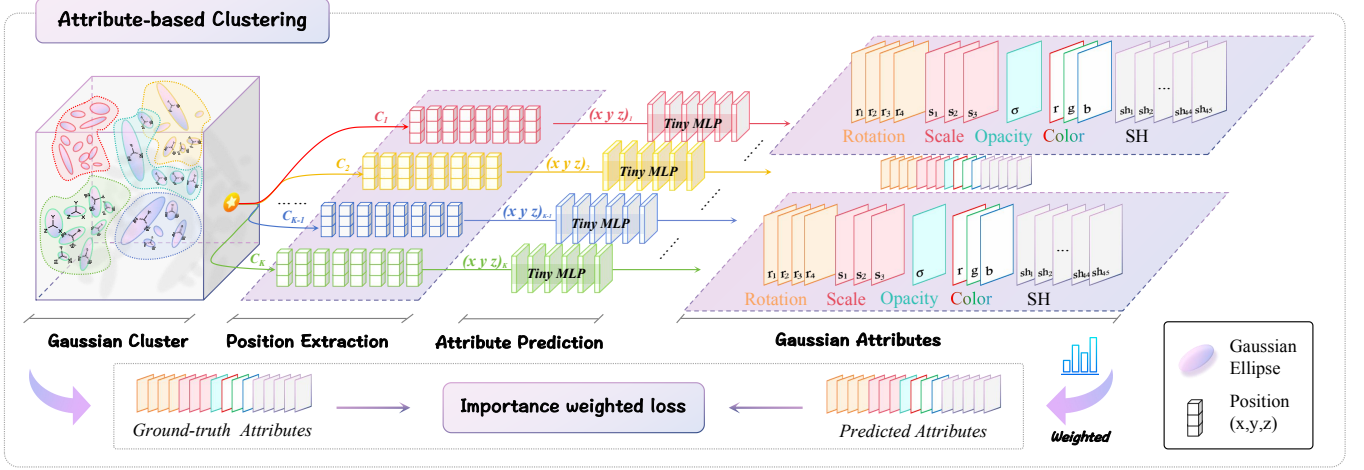 Attribute-based Clustering
C1 (x y z)1 Tiny MLP
C2 (x y z)2 Tiny MLP
......
CK-1 (x y z)K-1 Tiny MLP
CK (x y z)K Tiny MLP
r1 r2 r3 r4 s1 s2 s3 σ r g b sh1 sh2 ... sh44 sh45
Rotation Scale Opacity Color SH
r1 r2 r3 r4 s1 s2 s3 σ r g b sh1 sh2 ... sh44 sh45
Rotation Scale Opacity Color SH
Gaussian Cluster
Position Extraction
Attribute Prediction
Gaussian Attributes
Ground-truth Attributes
Importance weighted loss
Predicted Attributes
Weighted
Gaussian
Ellipse
Position
(x,y,z)